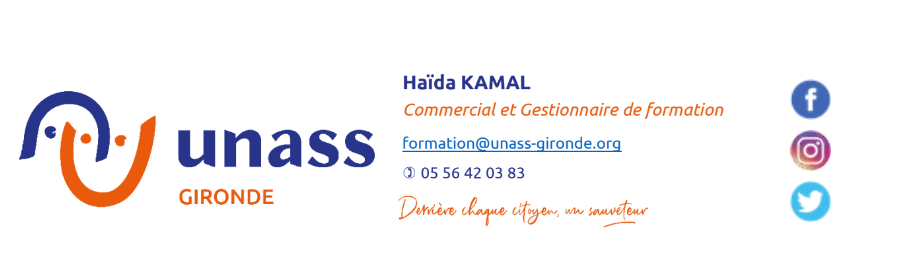 unass
GIRONDE
Haïda KAMAL
Commercial et Gestionnaire de formation
formation@unass-gironde.org
05 56 42 03 83
Derrière chaque citoyen, un sauveteur